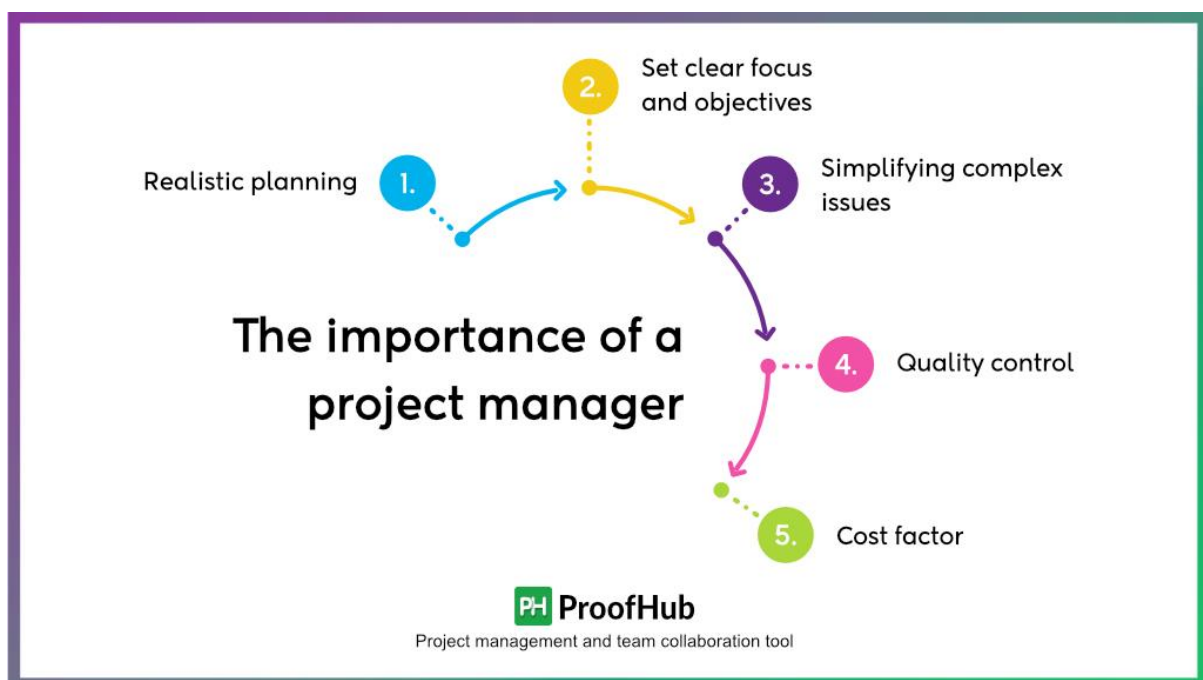 1.
Realistic planning
2.
Set clear focus
and objectives
3.
Simplifying complex
issues
4.
Quality control
5.
Cost factor
The importance of a
project manager
PH ProofHub
Project management and team collaboration tool